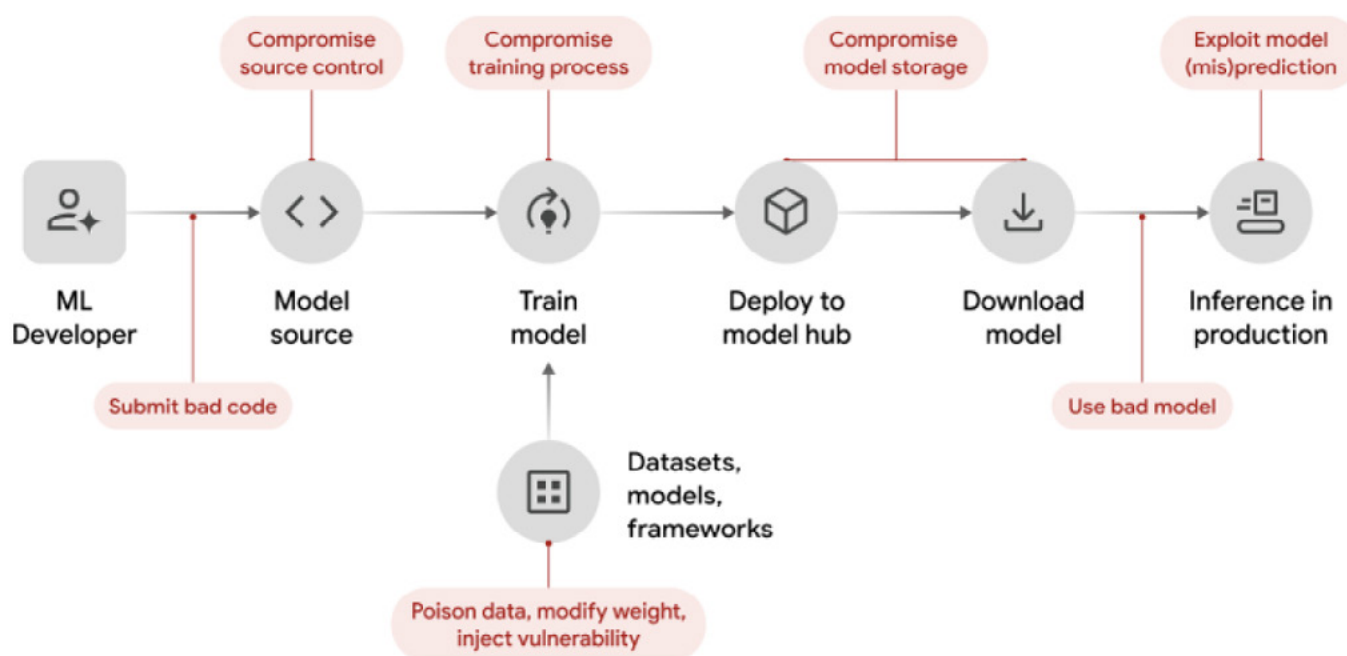 Compromise
source control
Compromise
training process
Compromise
model storage
Exploit model
(mis)prediction
ML
Developer
Model
source
Train
model
Deploy to
model hub
Download
model
Inference in
production
Submit bad code
Use bad model
Datasets,
models,
frameworks
Poison data, modify weight,
inject vulnerability